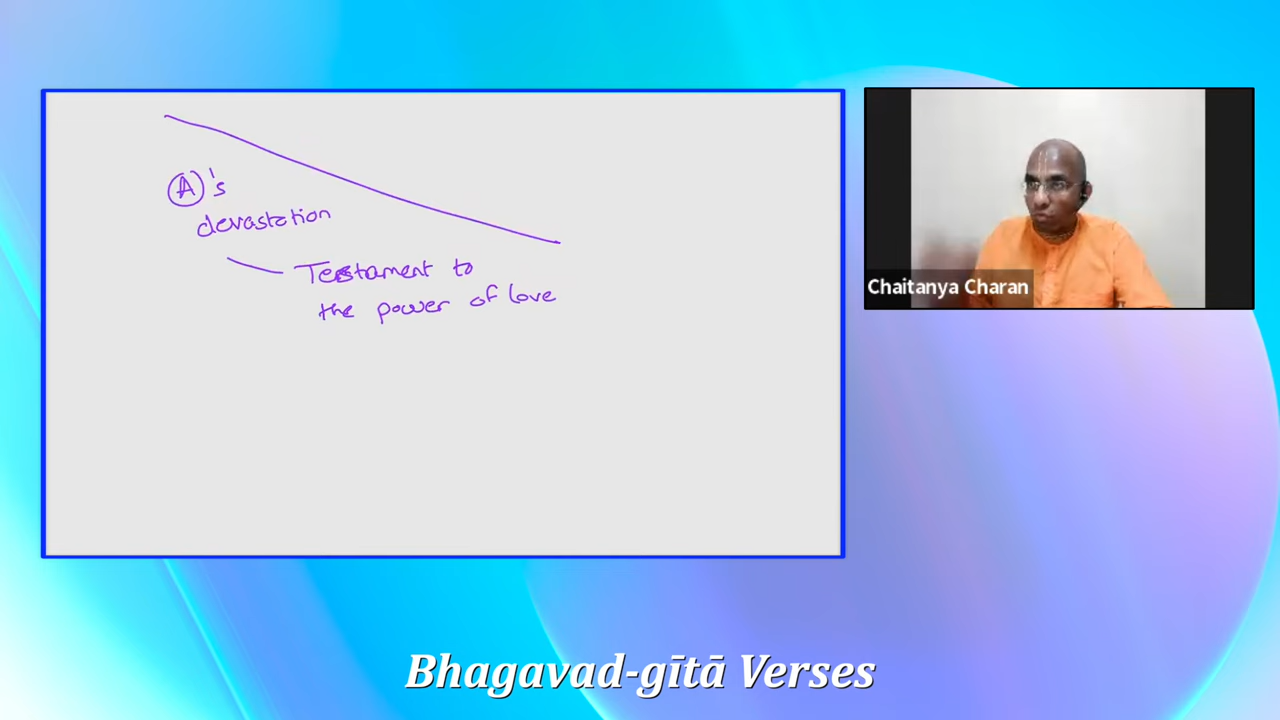 A's
devastation
Testament to
the power of love
Chaitanya Charan
Bhagavad-gītā Verses